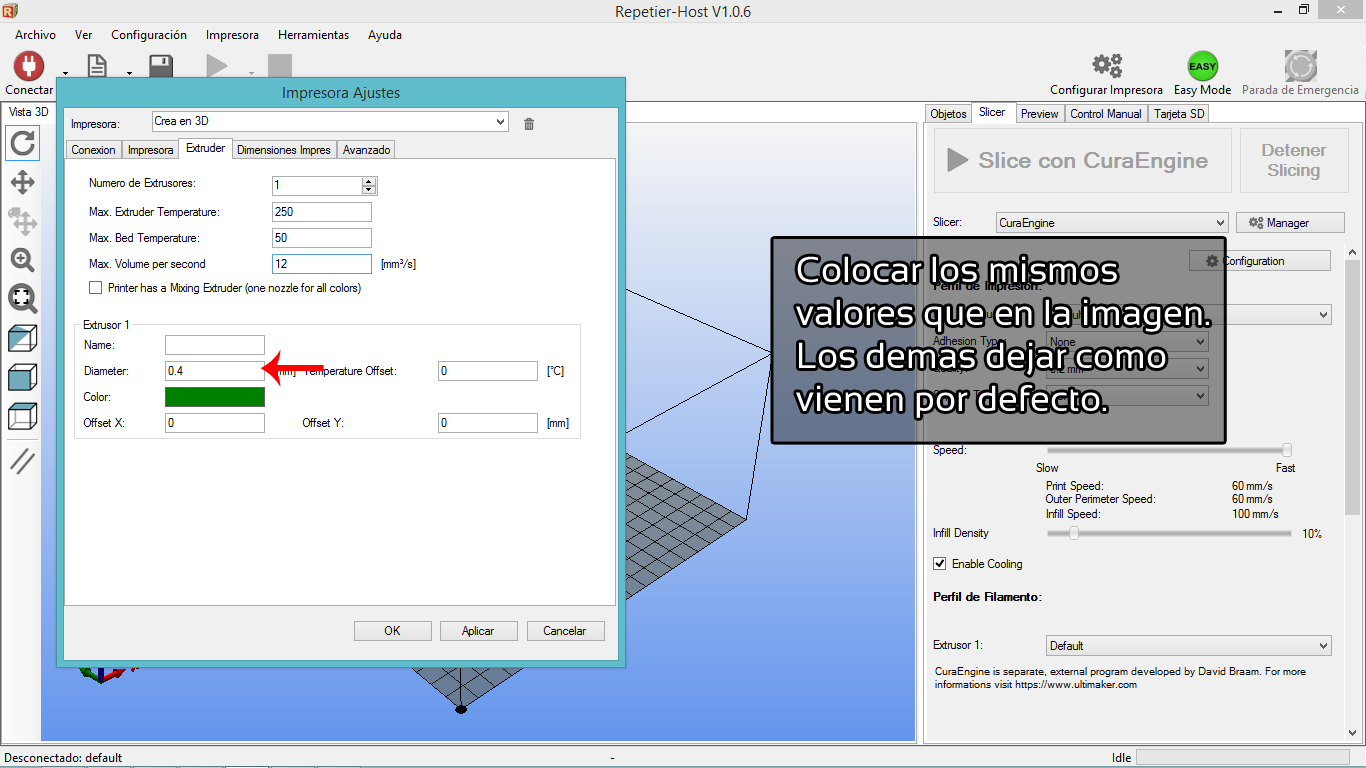 Repetier-Host V1.0.6
Archivo Ver Configuración Impresora Herramientas Ayuda
Conectar
EASY
Configurar Impresora Easy Mode Parada de Emergencia
Vista 3D
Impresora Ajustes
Impresora: Crea en 3D
Conexion Impresora Extruder Dimensiones Impres Avanzado
Numero de Extrusores: 1
Max. Extruder Temperature: 250
Max. Bed Temperature: 50
Max. Volume per second 12 [mm³/s]
Printer has a Mixing Extruder (one nozzle for all colors)
Extrusor 1
Name:
Diameter: 0.4 Temperature Offset: 0 [°C]
Color:
Offset X: 0 Offset Y: 0 [mm]
OK Aplicar Cancelar
Objetos Slicer Preview Control Manual Tarjeta SD
Slice con CuraEngine
Detener
Slicing
Slicer: CuraEngine Manager
Configuration
Perfil de Impresión:
Colocar los mismos
valores que en la imagen.
Los demas dejar como
vienen por defecto.
Adhesion Type: None
0.2 mm
Speed:
Slow Fast
Print Speed: 60 mm/s
Outer Perimeter Speed: 60 mm/s
Infill Speed: 100 mm/s
Infill Density 10%
Enable Cooling
Perfil de Filamento:
Extrusor 1: Default
CuraEngine is separate, external program developed by David Braam. For more
informations visit https://www.ultimaker.com
Desconectado: default - Idle